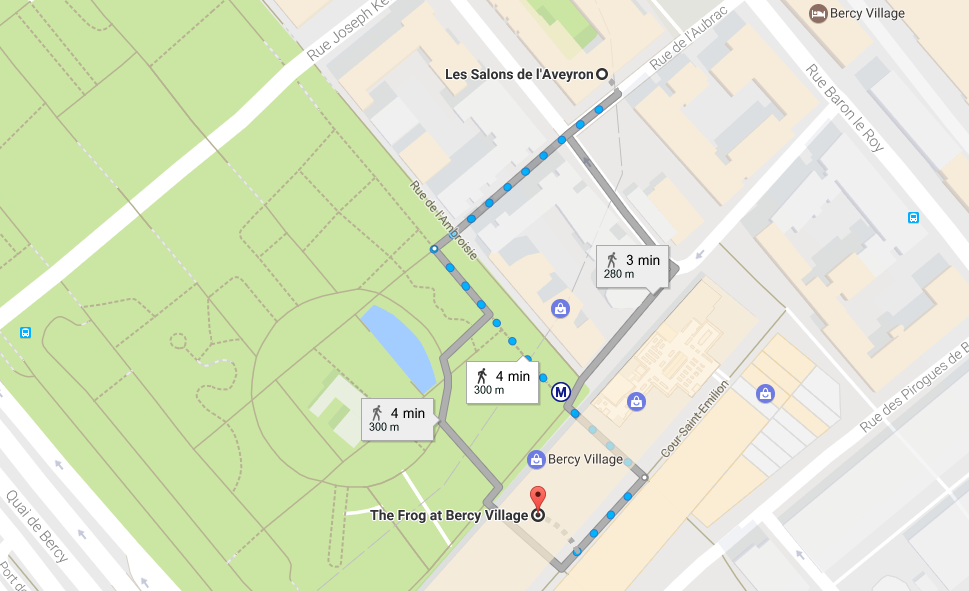 Bercy Village
Rue Joseph Ke
Rue de l'Aubrac
Les Salons de l'Aveyron
Rue Baron le Roy
Rue de l'Ambroisie
3 min
280 m
4 min
300 m
4 min
300 m
M
Cour Saint-Emilion
Rue des Pirogues de B
Bercy Village
The Frog at Bercy Village
Quai de Bercy
Port de